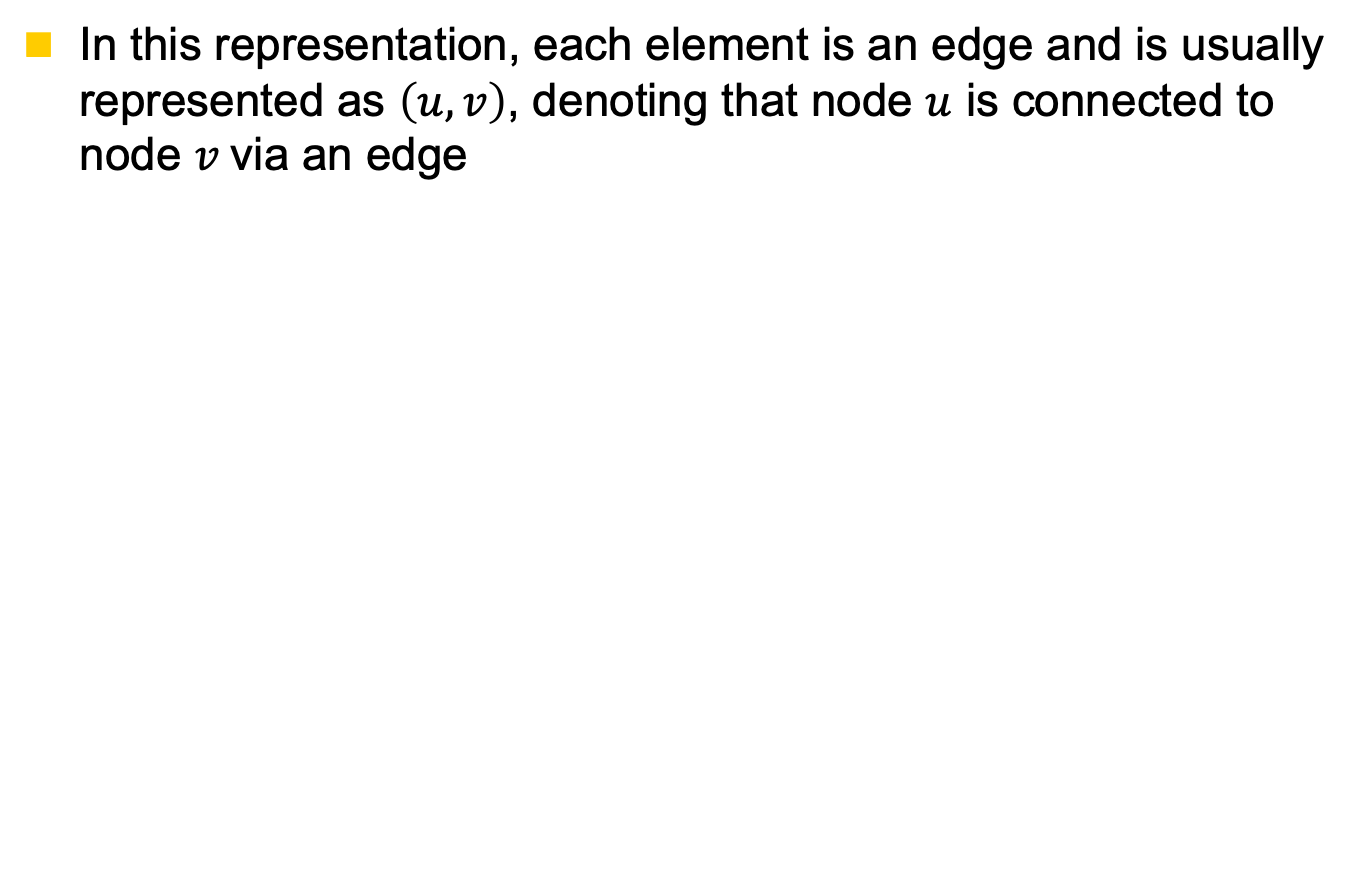 In this representation, each element is an edge and is usually
represented as (𝑢, 𝑣), denoting that node 𝑢 is connected to
node 𝑣 via an edge